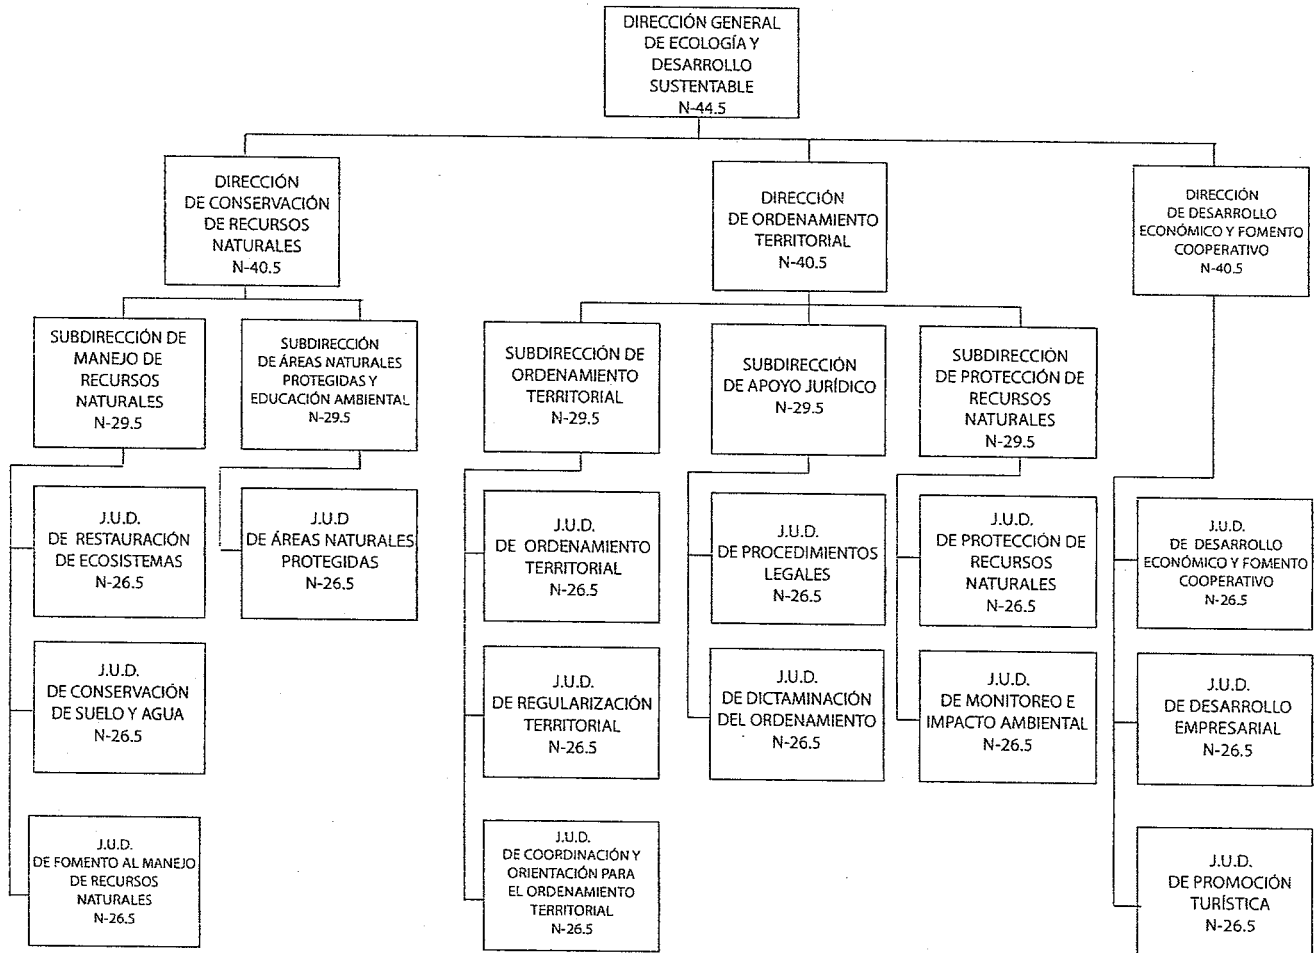 DIRECCIÓN GENERAL
DE ECOLOGÍA Y
DESARROLLO
SUSTENTABLE
N-44.5
DIRECCIÓN
DE CONSERVACIÓN
DE RECURSOS
NATURALES
N-40.5
DIRECCIÓN
DE ORDENAMIENTO
TERRITORIAL
N-40.5
DIRECCIÓN
DE DESARROLLO
ECONÓMICO Y FOMENTO
COOPERATIVO
N-40.5
SUBDIRECCIÓN DE
MANEJO DE
RECURSOS
NATURALES
N-29.5
SUBDIRECCIÓN
DE ÁREAS NATURALES
PROTEGIDAS Y
EDUCACIÓN AMBIENTAL
N-29.5
SUBDIRECCIÓN DE
ORDENAMIENTO
TERRITORIAL
N-29.5
SUBDIRECCIÓN
DE APOYO JURÍDICO
N-29.5
SUBDIRECCIÓN
DE PROTECCIÓN DE
RECURSOS
NATURALES
N-29.5
J.U.D.
DE RESTAURACIÓN
DE ECOSISTEMAS
N-26.5
J.U.D
DE ÁREAS NATURALES
PROTEGIDAS
N-26.5
J.U.D.
DE ORDENAMIENTO
TERRITORIAL
N-26.5
J.U.D.
DE PROCEDIMIENTOS
LEGALES
N-26.5
J.U.D.
DE PROTECCIÓN DE
RECURSOS
NATURALES
N-26.5
J.U.D.
DE DESARROLLO
ECONÓMICO Y FOMENTO
COOPERATIVO
N-26.5
J.U.D.
DE CONSERVACIÓN
DE SUELO Y AGUA
N-26.5
J.U.D.
DE REGULARIZACIÓN
TERRITORIAL
N-26.5
J.U.D.
DE DICTAMINACIÓN
DEL ORDENAMIENTO
N-26.5
J.U.D.
DE MONITOREO E
IMPACTO AMBIENTAL
N-26.5
J.U.D.
DE DESARROLLO
EMPRESARIAL
N-26.5
J.U.D.
DE FOMENTO AL MANEJO
DE RECURSOS
NATURALES
N-26.5
J.U.D.
DE COORDINACIÓN Y
ORIENTACIÓN PARA
EL ORDENAMIENTO
TERRITORIAL
N-26.5
J.U.D.
DE PROMOCIÓN
TURÍSTICA
N-26.5